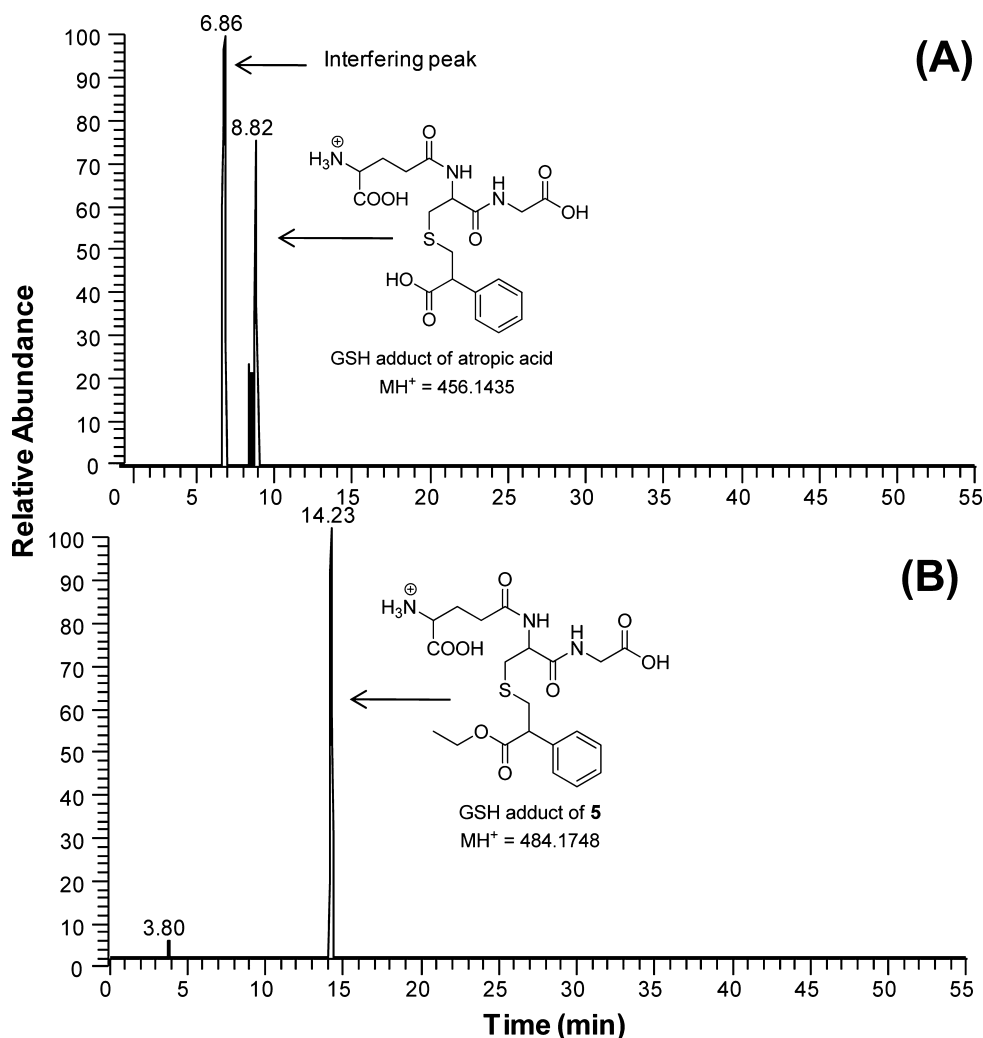 6.86
100
Interfering peak
(A)
90
80
8.82
O
⊕
H3N
NH
H
N
O
70
COOH
OH
60
O
S
50
HO
40
O
30
GSH adduct of atropic acid
MH+ = 456.1435
20
10
0
0 5 10 15 20 25 30 35 40 45 50 55
Relative Abundance
14.23
100
(B)
90
O
⊕
H3N
NH
H
N
O
80
COOH
OH
70
O
S
60
O
50
O
40
GSH adduct of 5
MH+ = 484.1748
30
20
10
3.80
0
0 5 10 15 20 25 30 35 40 45 50 55
Time (min)